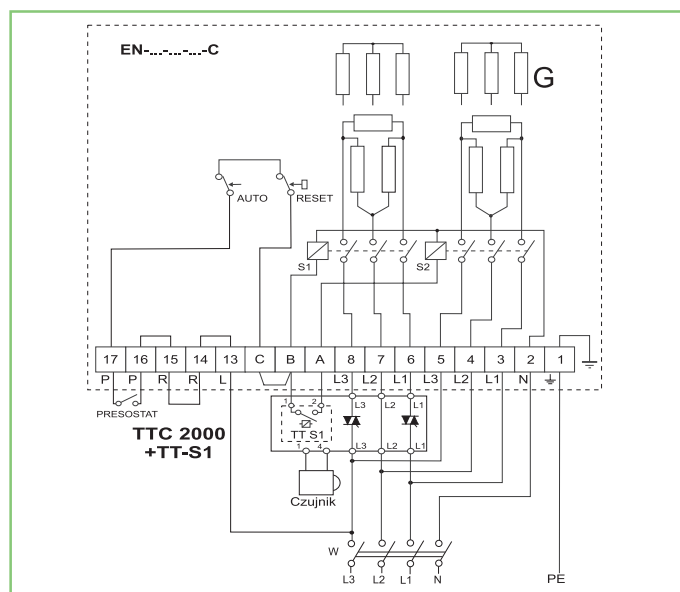 EN-...-...-...-C
G
AUTO
RESET
S1
S2
17 16 15 14 13 C B A 8 7 6 5 4 3 2 1
P P R R L L3 L2 L1 L3 L2 L1 N
PRESOSTAT
TTC 2000
+TT-S1
1 2 L3 L2 L1
TT S1
1 4 L3 L2 L1
Czujnik
W
L3 L2 L1 N PE